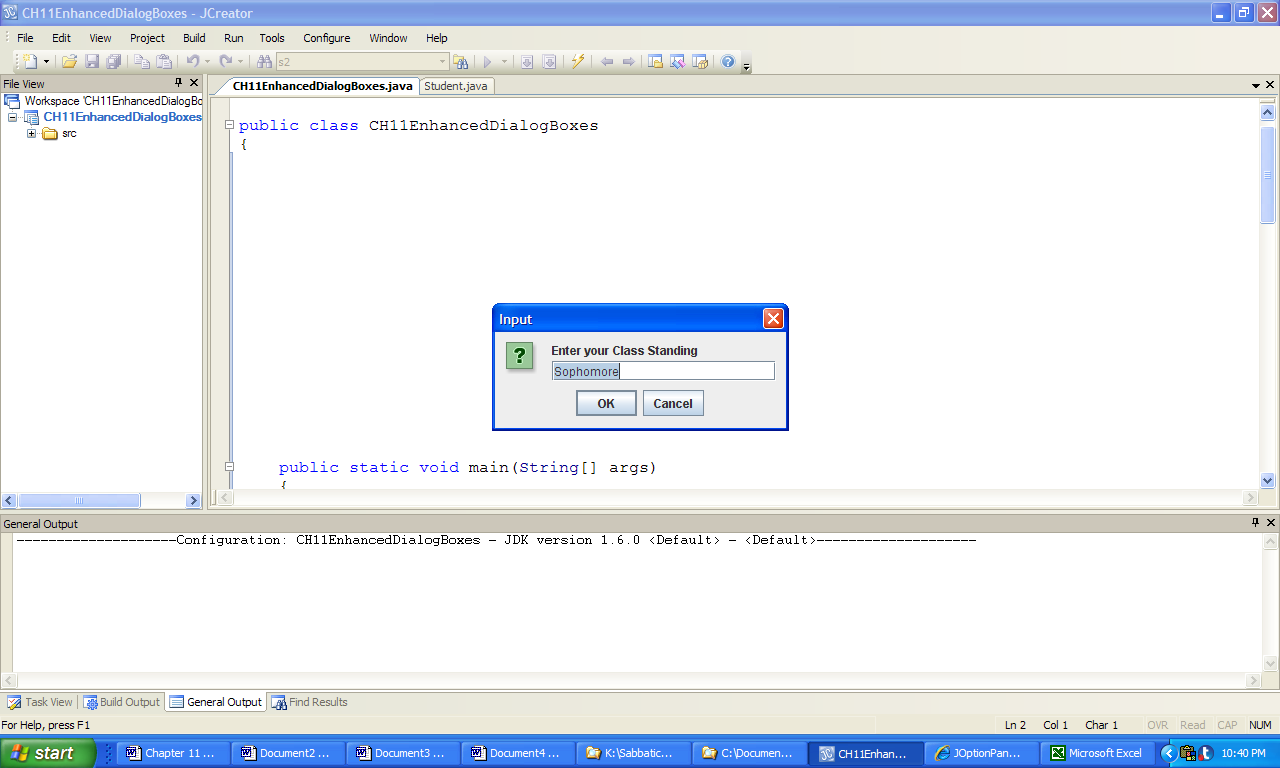 CH11EnhancedDialogBoxes - JCreator
File Edit View Project Build Run Tools Configure Window Help
s2
File View
Workspace 'CH11EnhancedDialogBo
CH11EnhancedDialogBoxes
src
CH11EnhancedDialogBoxes.java Student.java
public class CH11EnhancedDialogBoxes
{
Input
Enter your Class Standing
Sophomore
OK Cancel
public static void main(String[] args)
{
General Output
--------------------Configuration: CH11EnhancedDialogBoxes - JDK version 1.6.0 <Default> - <Default>--------------------
Task View Build Output General Output Find Results
For Help, press F1
Ln 2 Col 1 Char 1 OVR Read CAP NUM
start Chapter 11 ... Document2 ... Document3 ... Document4 ... K:\Sabbatic... C:\Documen... CH11Enhan... JOptionPan... Microsoft Excel 10:40 PM